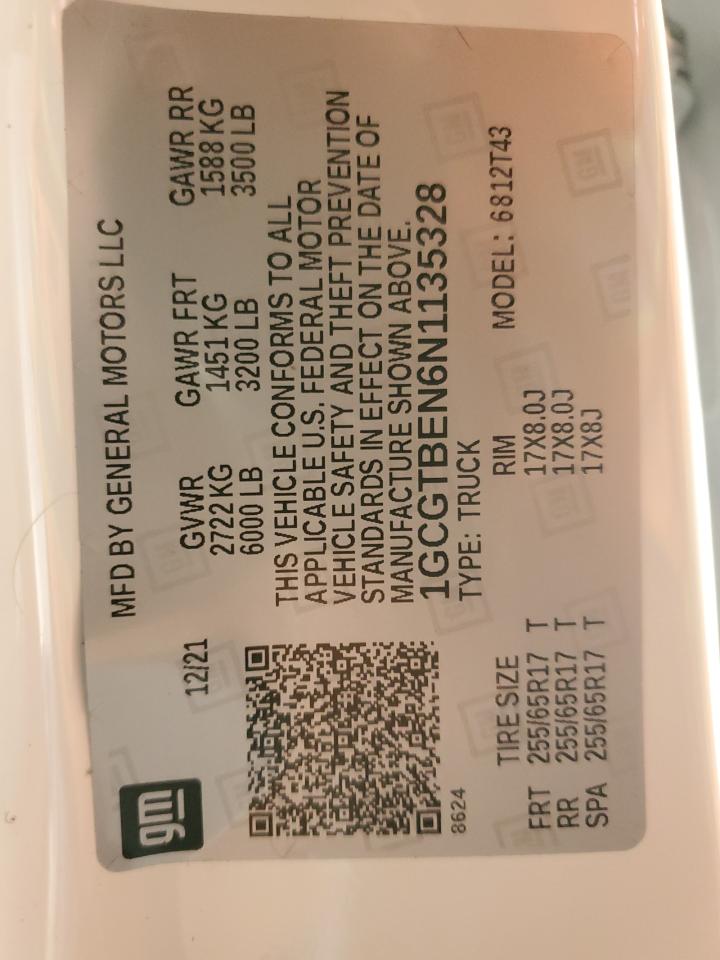 gm
MFD BY GENERAL MOTORS LLC
12/21
GVWR GAWR FRT GAWR RR
2722 KG 1451 KG 1588 KG
6000 LB 3200 LB 3500 LB
THIS VEHICLE CONFORMS TO ALL
APPLICABLE U.S. FEDERAL MOTOR
VEHICLE SAFETY AND THEFT PREVENTION
STANDARDS IN EFFECT ON THE DATE OF
MANUFACTURE SHOWN ABOVE.
1GCGTBEN6N1135328
8624
TYPE: TRUCK
MODEL: 6812T43
TIRE SIZE RIM
FRT 255/65R17 T 17X8.0J
RR 255/65R17 T 17X8.0J
SPA 255/65R17 T 17X8J